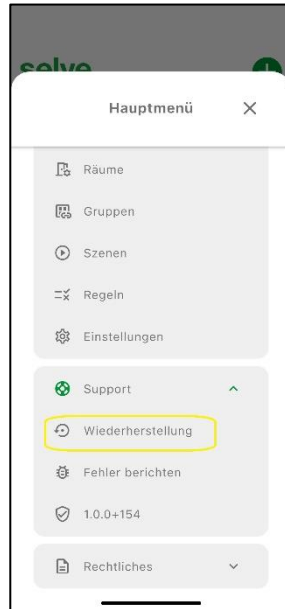 selve
Hauptmenü
Räume
Gruppen
Szenen
Regeln
Einstellungen
Support
Wiederherstellung
Fehler berichten
1.0.0+154
Rechtliches